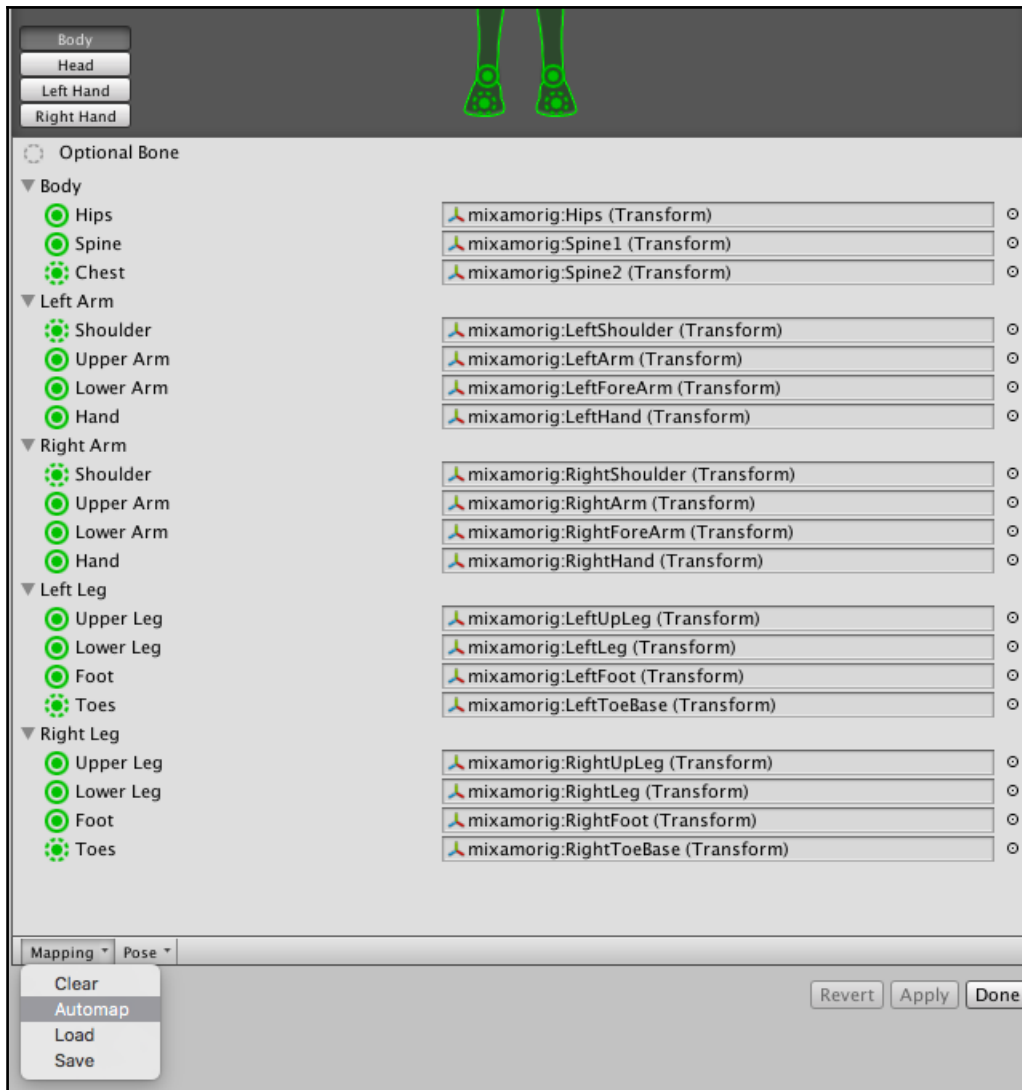 Body
Head
Left Hand
Right Hand
Optional Bone
Body
Hips mixamorig:Hips (Transform)
Spine mixamorig:Spine1 (Transform)
Chest mixamorig:Spine2 (Transform)
Left Arm
Shoulder mixamorig:LeftShoulder (Transform)
Upper Arm mixamorig:LeftArm (Transform)
Lower Arm mixamorig:LeftForeArm (Transform)
Hand mixamorig:LeftHand (Transform)
Right Arm
Shoulder mixamorig:RightShoulder (Transform)
Upper Arm mixamorig:RightArm (Transform)
Lower Arm mixamorig:RightForeArm (Transform)
Hand mixamorig:RightHand (Transform)
Left Leg
Upper Leg mixamorig:LeftUpLeg (Transform)
Lower Leg mixamorig:LeftLeg (Transform)
Foot mixamorig:LeftFoot (Transform)
Toes mixamorig:LeftToeBase (Transform)
Right Leg
Upper Leg mixamorig:RightUpLeg (Transform)
Lower Leg mixamorig:RightLeg (Transform)
Foot mixamorig:RightFoot (Transform)
Toes mixamorig:RightToeBase (Transform)
Mapping Pose
Clear
Automap
Load
Save
Revert Apply Done